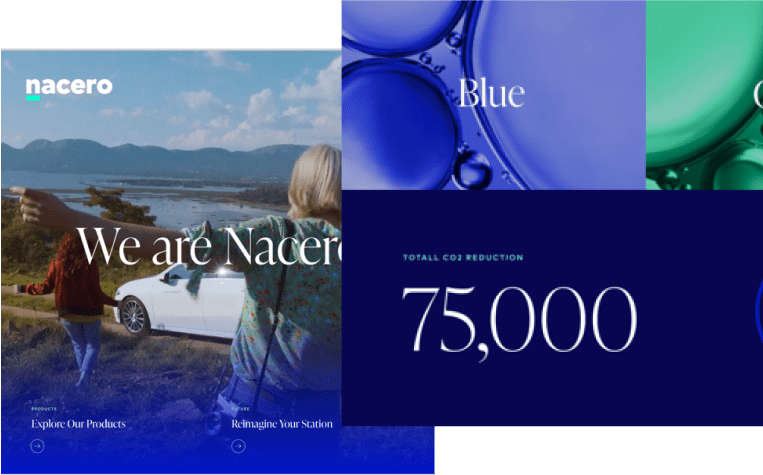 nacero
We are Nacero
PRODUCTS
Explore Our Products
FUTURE
Reimagine Your Station
Blue
TOTALL CO2 REDUCTION
75,000